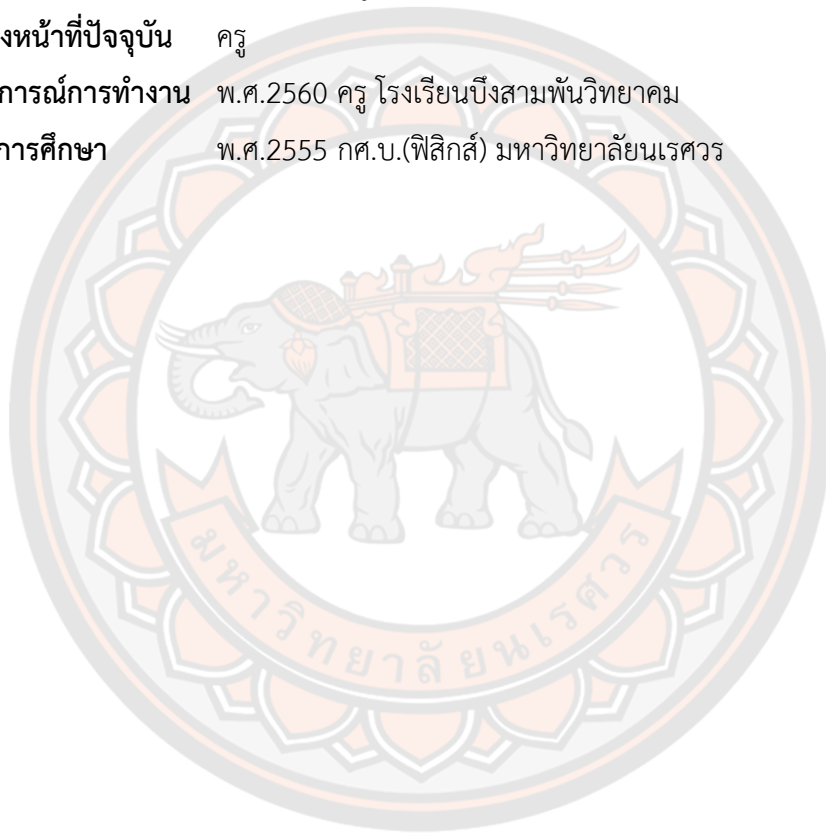 งหน้าที่ปัจจุบัน ครู
การณ์การทำงาน พ.ศ.2560 ครู โรงเรียนบึงสามพันวิทยาคม
การศึกษา พ.ศ.2555 กศ.บ.(ฟิสิกส์) มหาวิทยาลัยนเรศวร
มหาวิทยาลัยนเรศวร